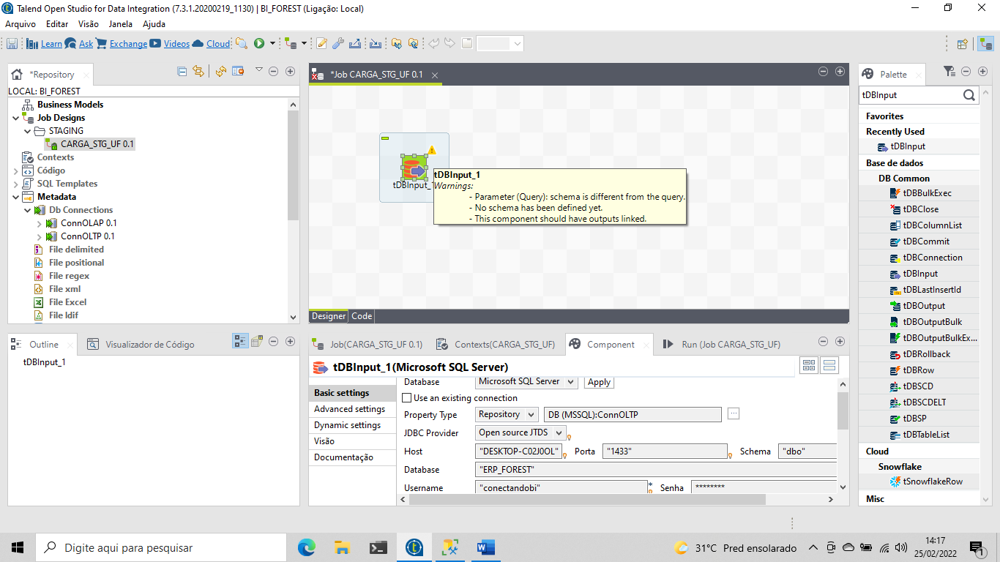 Talend Open Studio for Data Integration (7.3.1.20200219_1130) | BI_FOREST (Ligação: Local)
Arquivo Editar Visão Janela Ajuda
Learn Ask Exchange Videos Cloud
*Repository
LOCAL: BI_FOREST
Business Models
Job Designs
STAGING
CARGA_STG_UF 0.1
Contexts
Código
SQL Templates
Metadata
Db Connections
ConnOLAP 0.1
ConnOLTP 0.1
File delimited
File positional
File regex
File xml
File Excel
File ldif
*Job CARGA_STG_UF 0.1
tDBInput_1
tDBInput_1
Warnings:
- Parameter (Query): schema is different from the query.
- No schema has been defined yet.
- This component should have outputs linked.
Designer Code
Palette
tDBInput
Favorites
Recently Used
tDBInput
Base de dados
DB Common
tDBBulkExec
tDBClose
tDBColumnList
tDBCommit
tDBConnection
tDBInput
tDBLastInsertId
tDBOutput
tDBOutputBulk
tDBOutputBulkEx...
tDBRollback
tDBRow
tDBSCD
tDBSCDELT
tDBSP
tDBTableList
Cloud
Snowflake
tSnowflakeRow
Misc
Outline Visualizador de Código
tDBInput_1
Job(CARGA_STG_UF 0.1) Contexts(CARGA_STG_UF) Component Run (Job CARGA_STG_UF)
tDBInput_1(Microsoft SQL Server)
Basic settings
Advanced settings
Dynamic settings
Visão
Documentação
Database Microsoft SQL Server Apply
Use an existing connection
Property Type Repository DB (MSSQL):ConnOLTP ...
JDBC Provider Open source JTDS
Host "DESKTOP-C02J0OL" Porta "1433" Schema "dbo"
Database "ERP_FOREST"
Username "conectandobi" * Senha ********
Digite aqui para pesquisar
31°C Pred ensolarado
14:17
25/02/2022
1